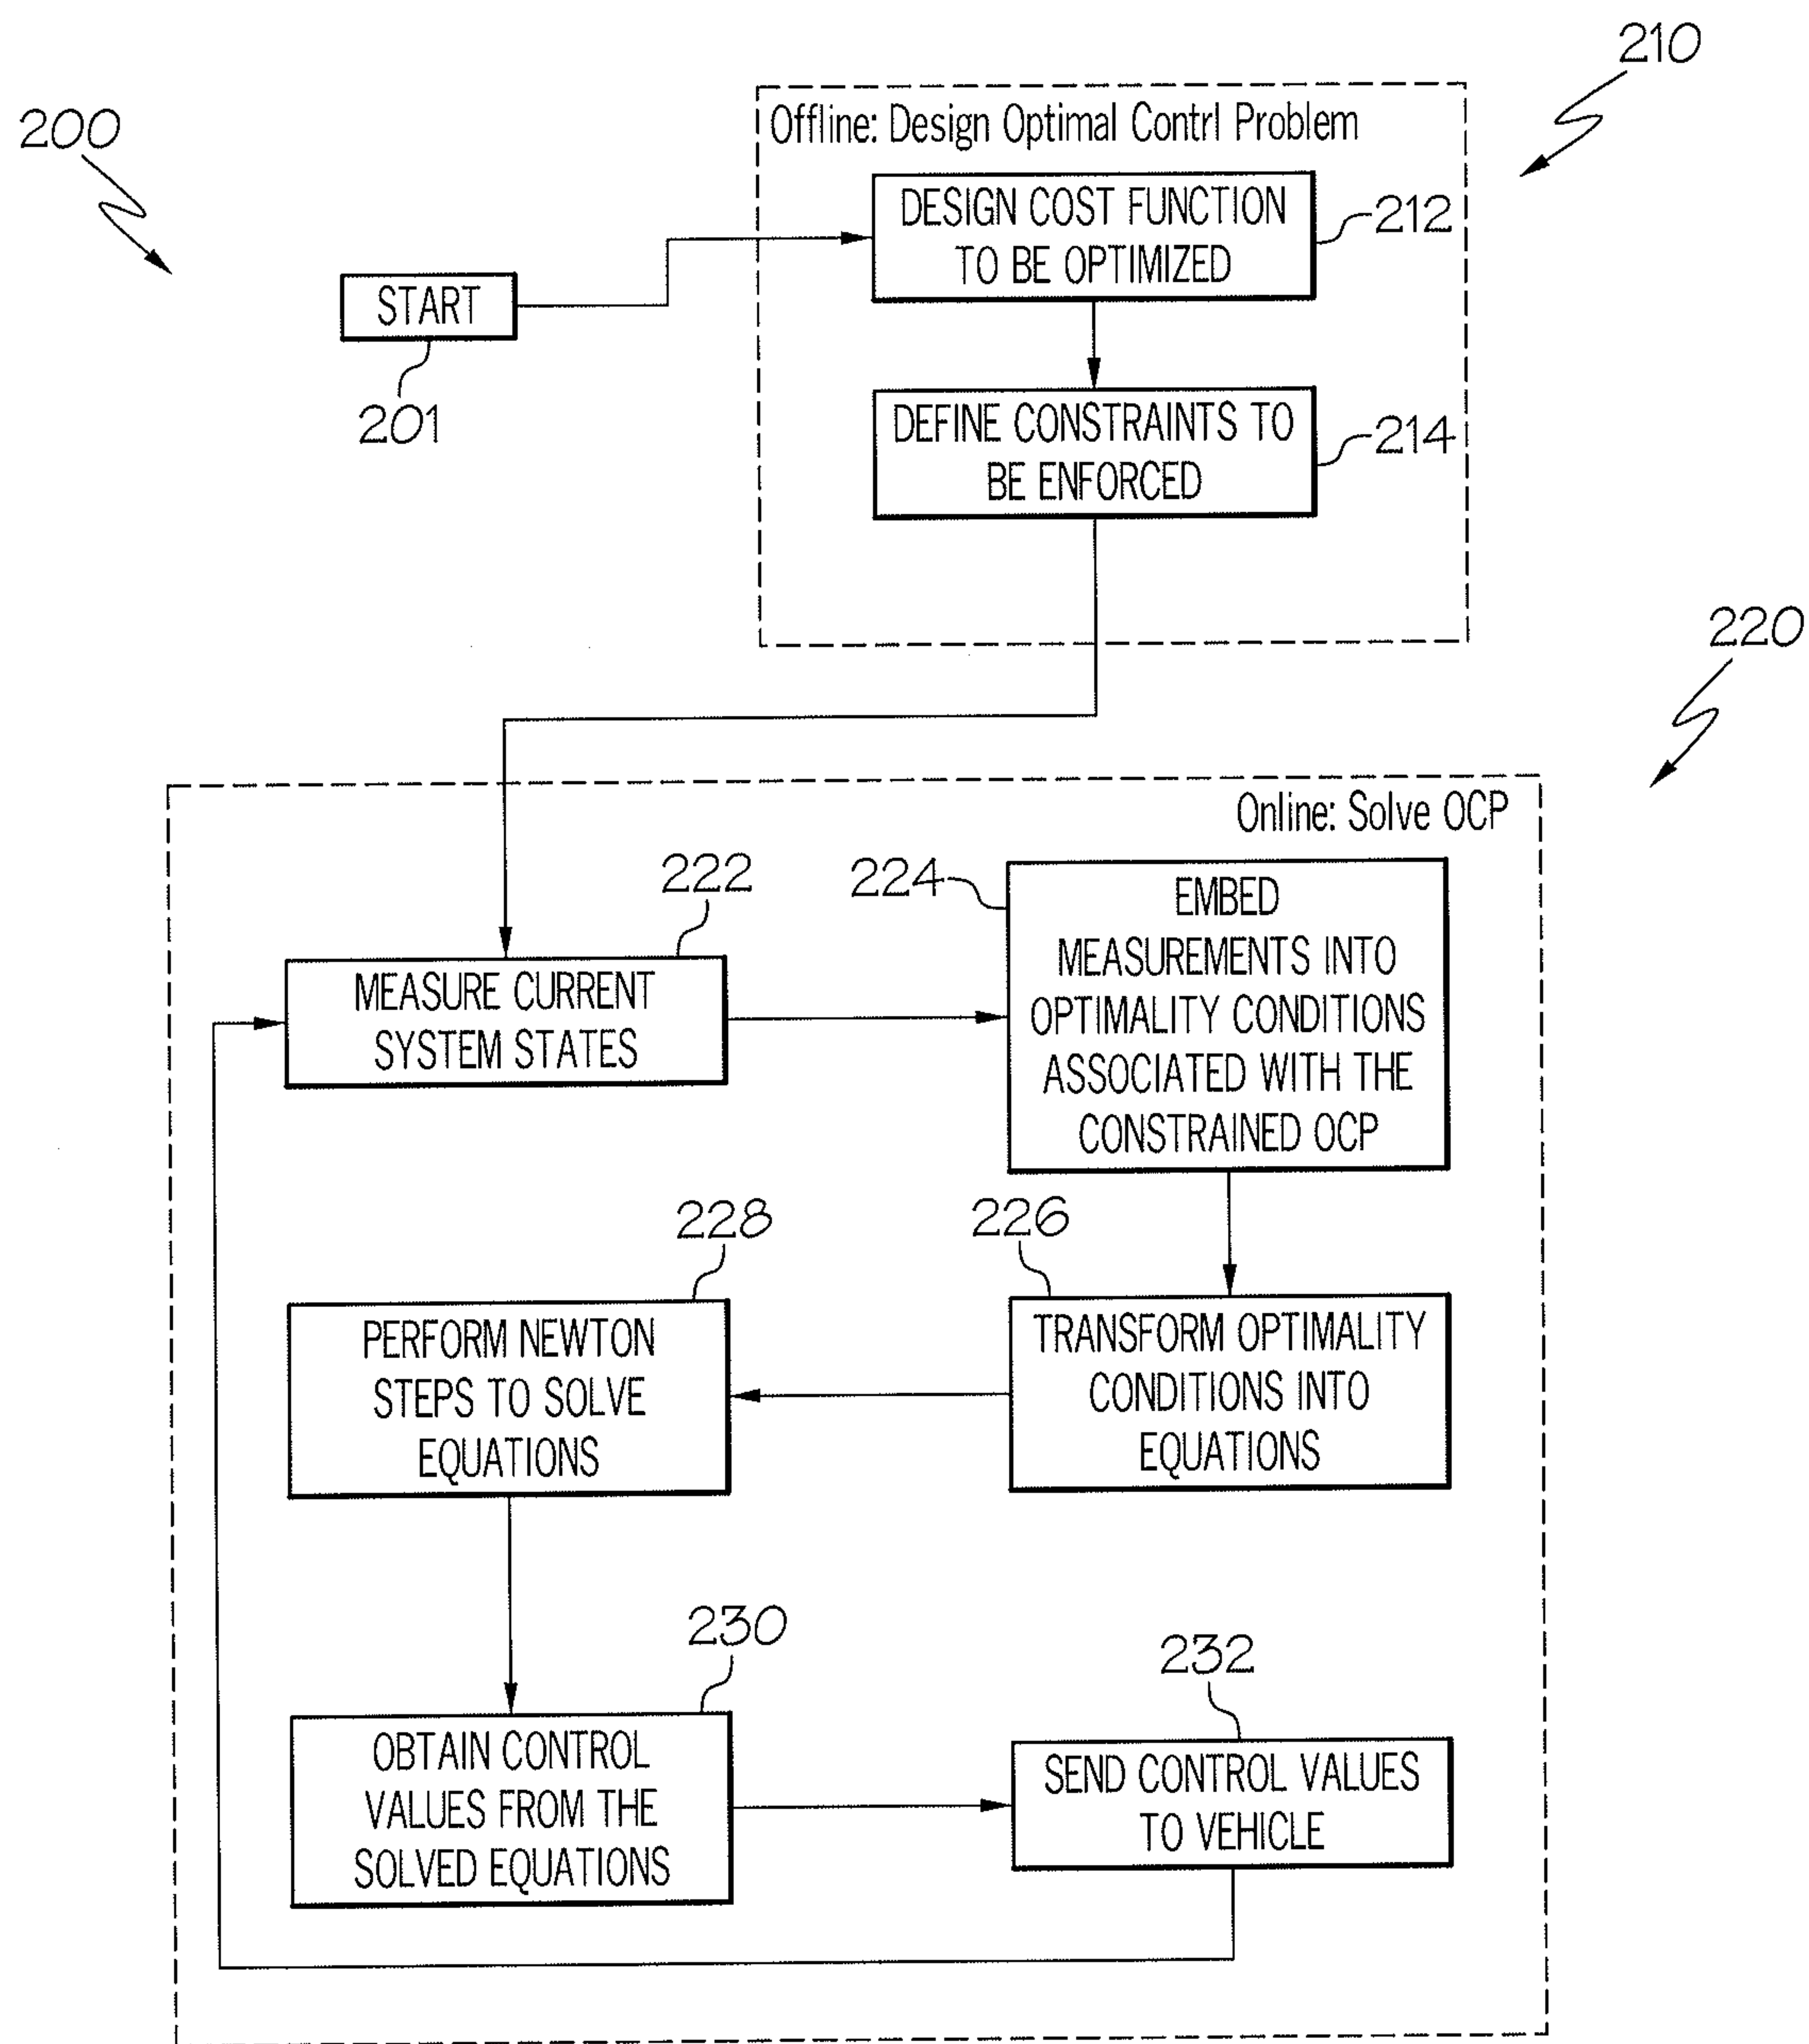 210
200
Offline: Design Optimal Contrl Problem
DESIGN COST FUNCTION
TO BE OPTIMIZED
212
START
201
DEFINE CONSTRAINTS TO
BE ENFORCED
214
220
Online: Solve OCP
222
MEASURE CURRENT
SYSTEM STATES
224
EMBED
MEASUREMENTS INTO
OPTIMALITY CONDITIONS
ASSOCIATED WITH THE
CONSTRAINED OCP
228
PERFORM NEWTON
STEPS TO SOLVE
EQUATIONS
226
TRANSFORM OPTIMALITY
CONDITIONS INTO
EQUATIONS
230
OBTAIN CONTROL
VALUES FROM THE
SOLVED EQUATIONS
232
SEND CONTROL VALUES
TO VEHICLE